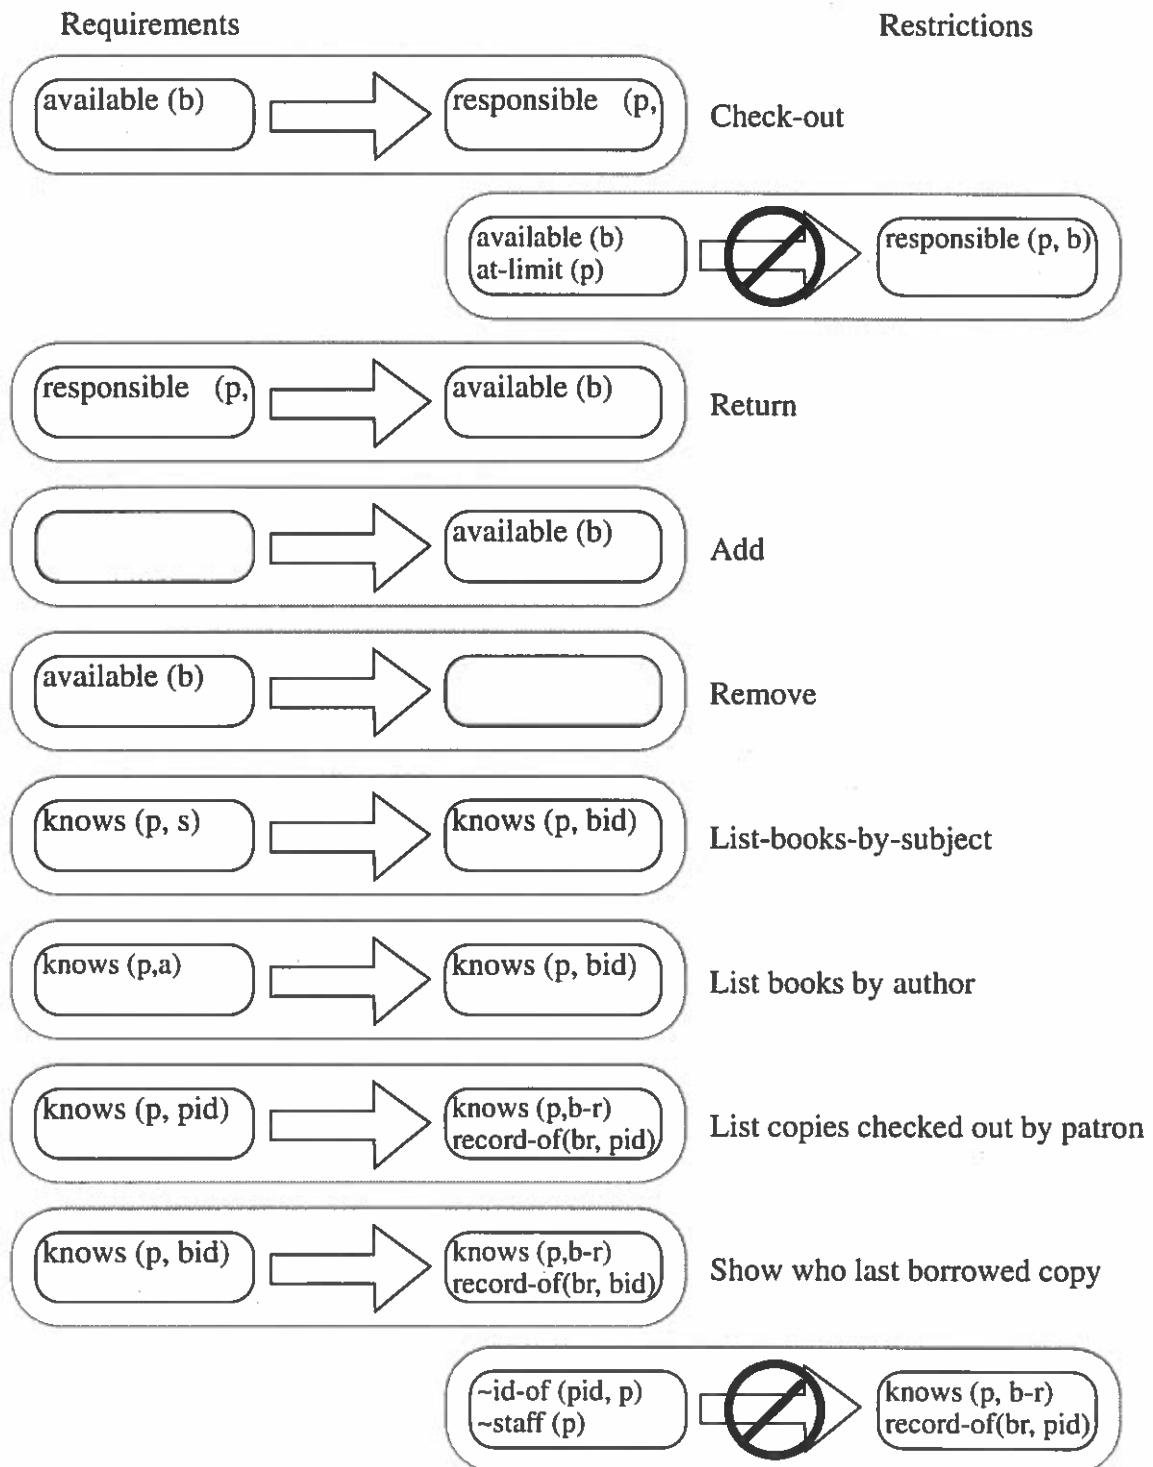 Requirements
Restrictions
available (b)
responsible (p,
Check-out
available (b)
at-limit (p)
responsible (p, b)
responsible (p,
available (b)
Return
available (b)
Add
available (b)
Remove
knows (p, s)
knows (p, bid)
List-books-by-subject
knows (p,a)
knows (p, bid)
List books by author
knows (p, pid)
knows (p,b-r)
record-of(br, pid)
List copies checked out by patron
knows (p, bid)
knows (p,b-r)
record-of(br, bid)
Show who last borrowed copy
~id-of (pid, p)
~staff (p)
knows (p, b-r)
record-of(br, pid)